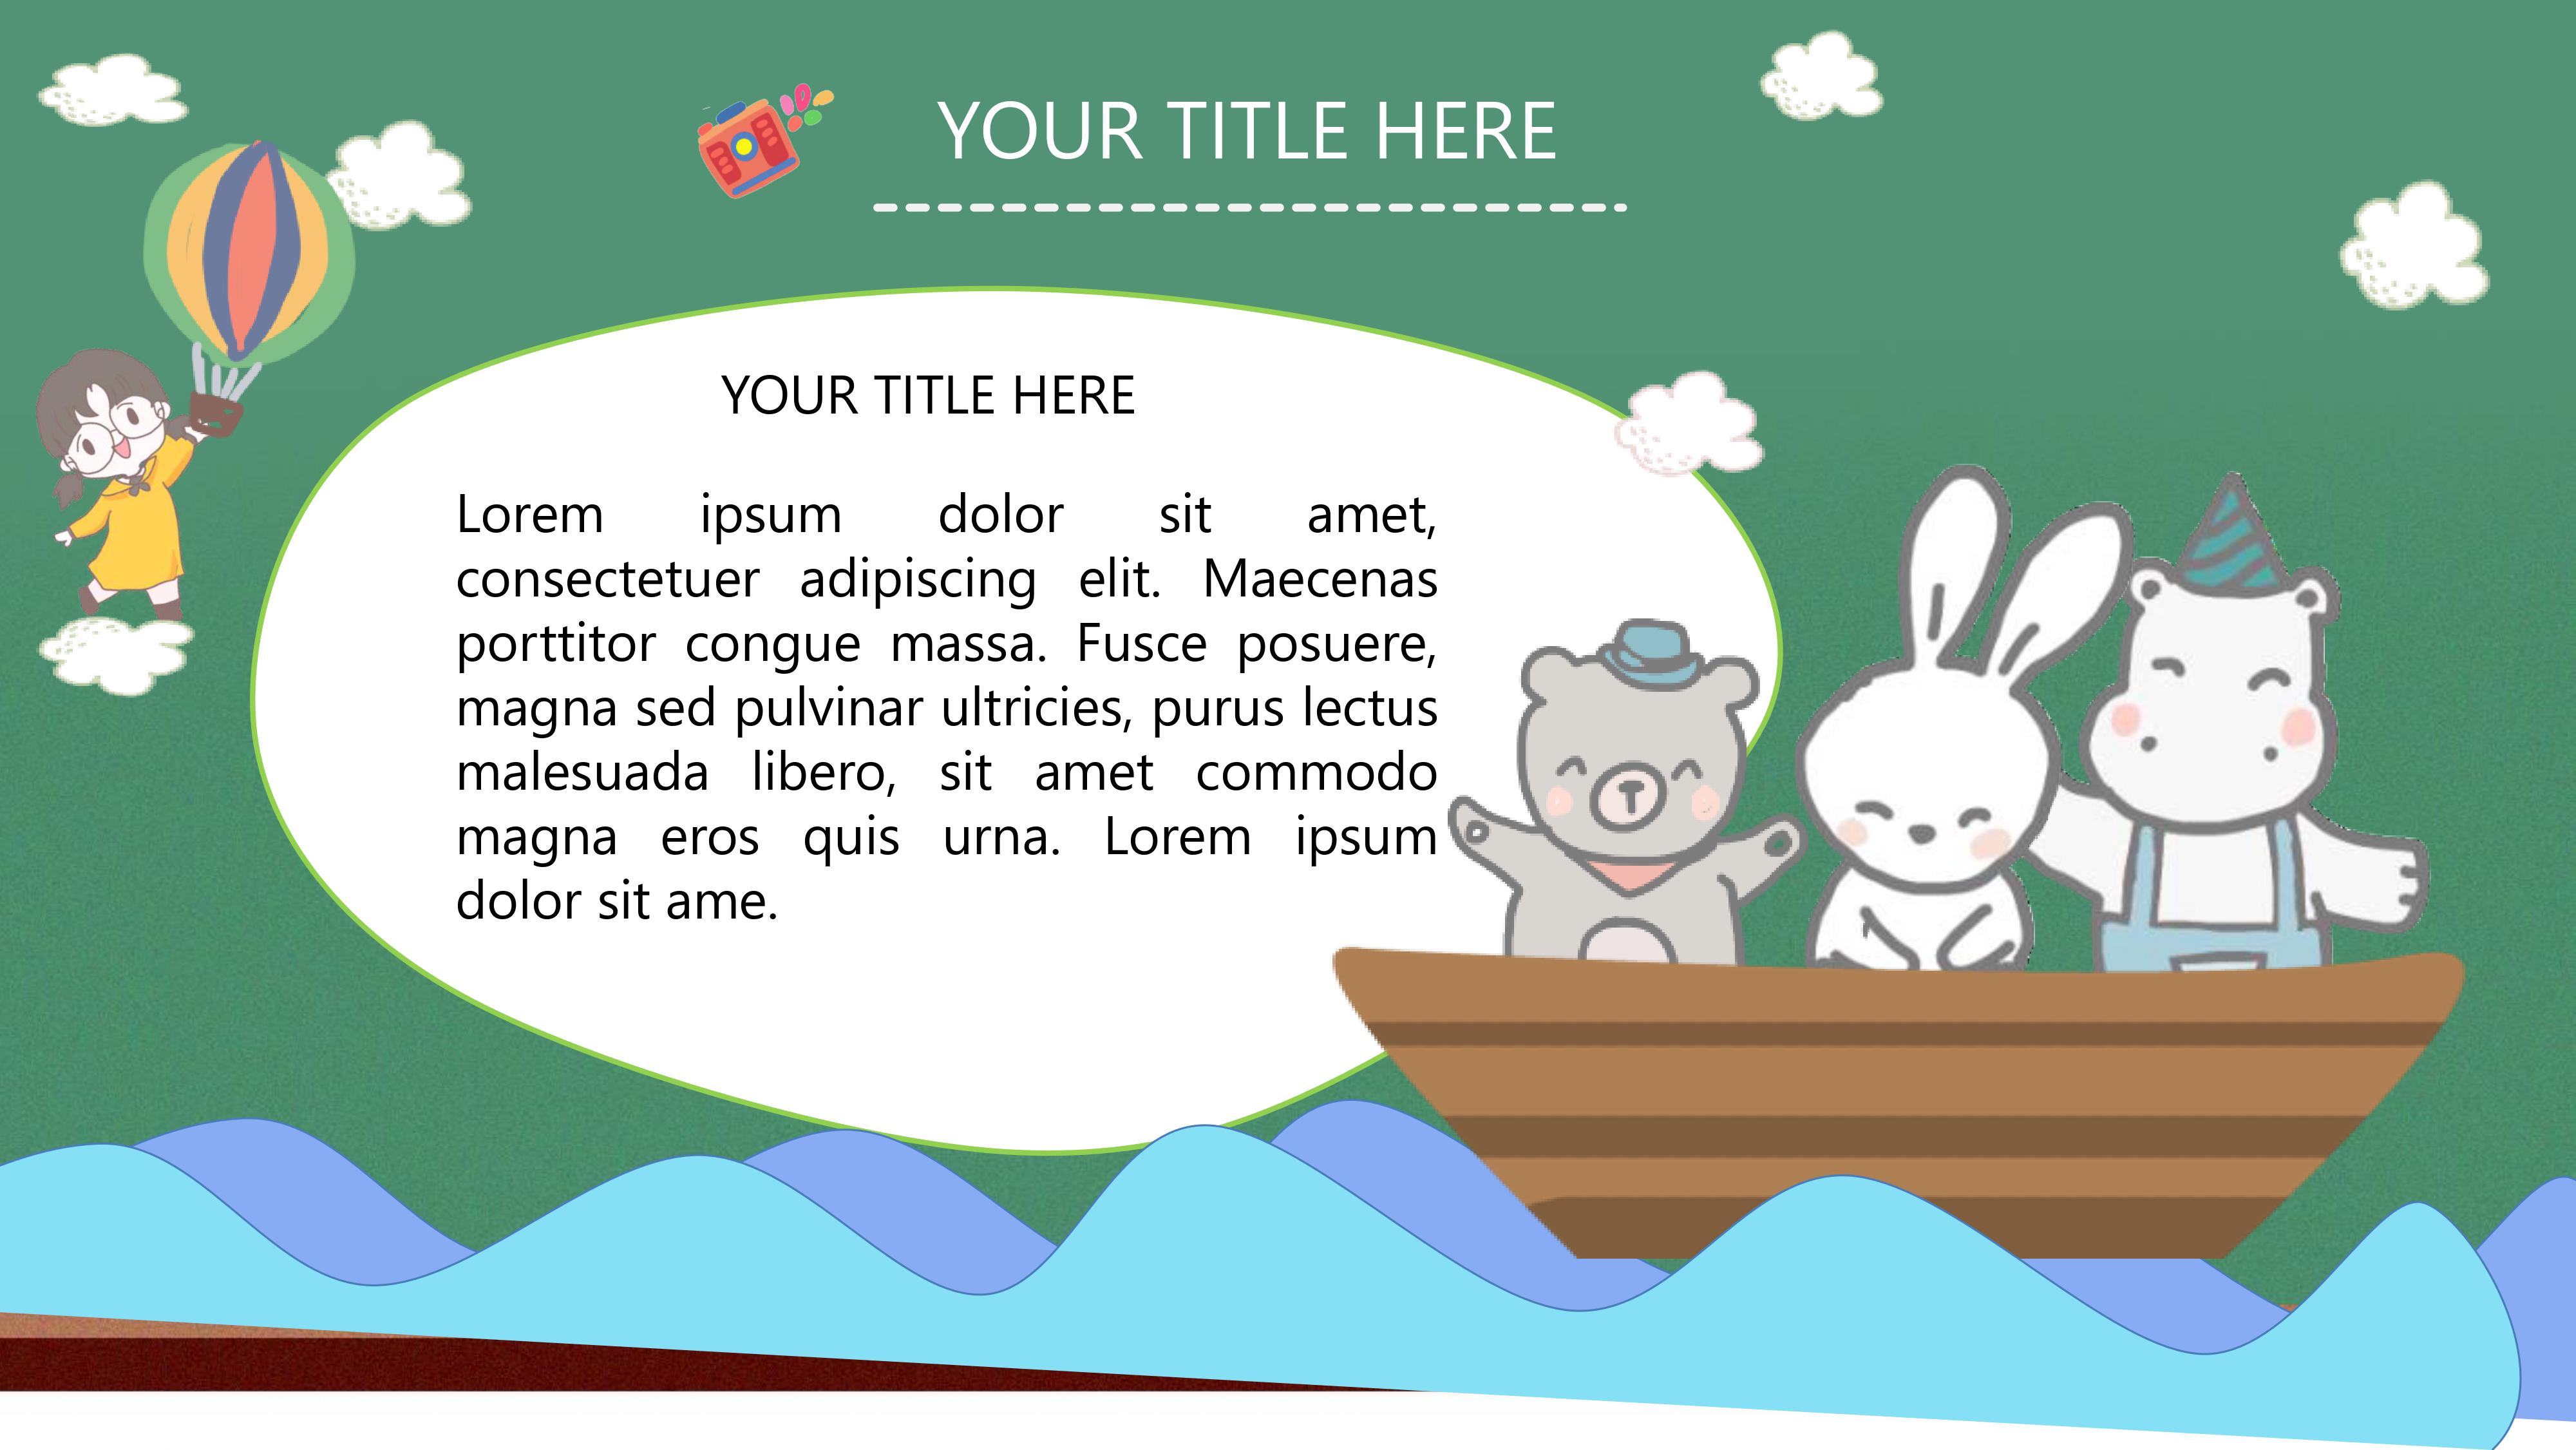 YOUR TITLE HERE
YOUR TITLE HERE
Lorem ipsum dolor sit amet,
consectetuer adipiscing elit. Maecenas
porttitor congue massa. Fusce posuere,
magna sed pulvinar ultricies, purus lectus
malesuada libero, sit amet commodo
magna eros quis urna. Lorem ipsum
dolor sit ame.